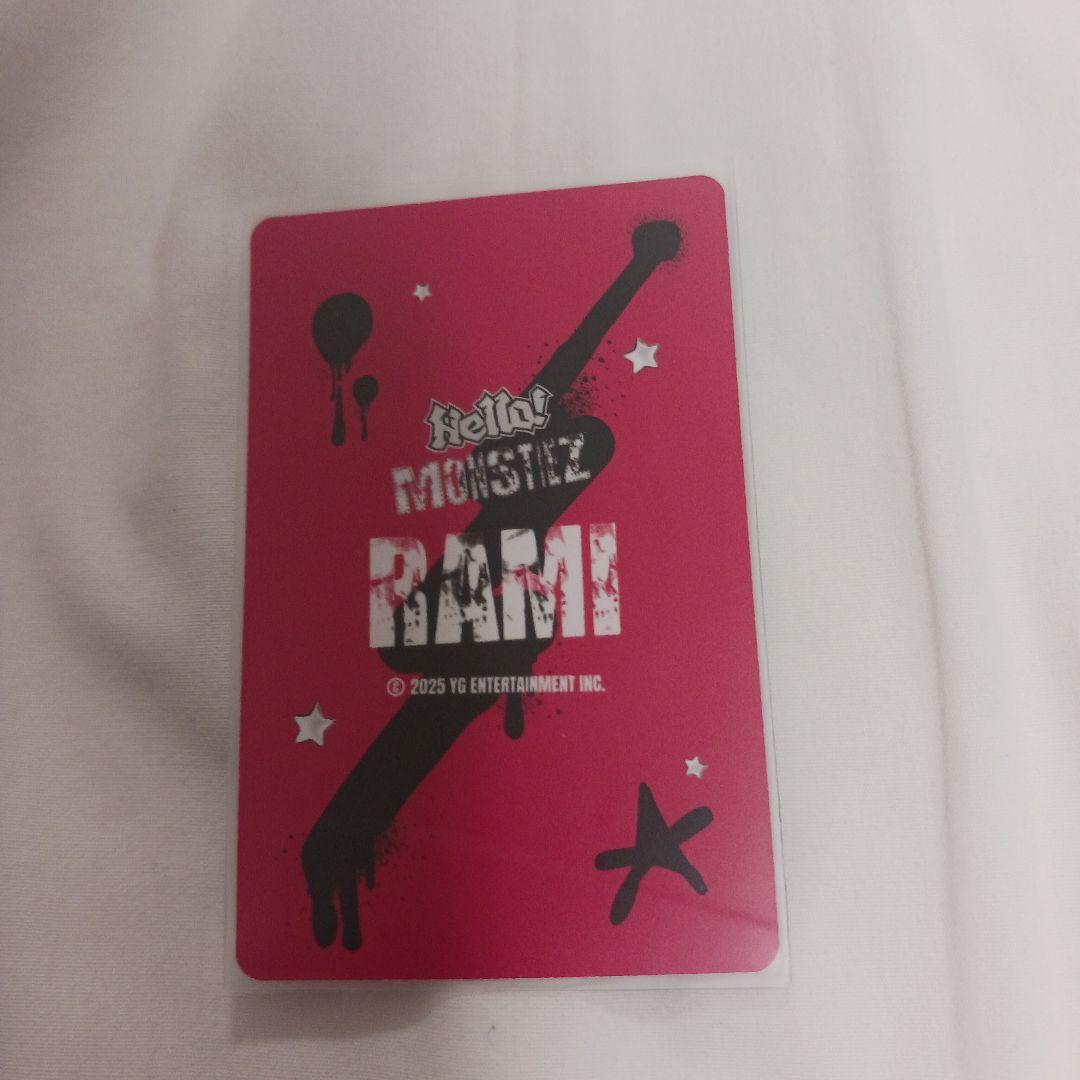 Hello!
MONSTIEZ
RAMI
© 2025 YG ENTERTAINMENT INC.